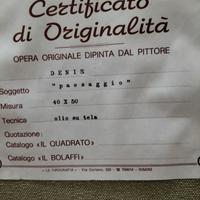 Certificato
di Originalità
OPERA ORIGINALE DIPINTA DAL PITTORE
DENIZ
Soggetto "paesaggio"
Misura 40 X 50
Tecnica olio su tela
Quotazione:
Catalogo «IL QUADRATO»
Catalogo «IL BOLAFFI»